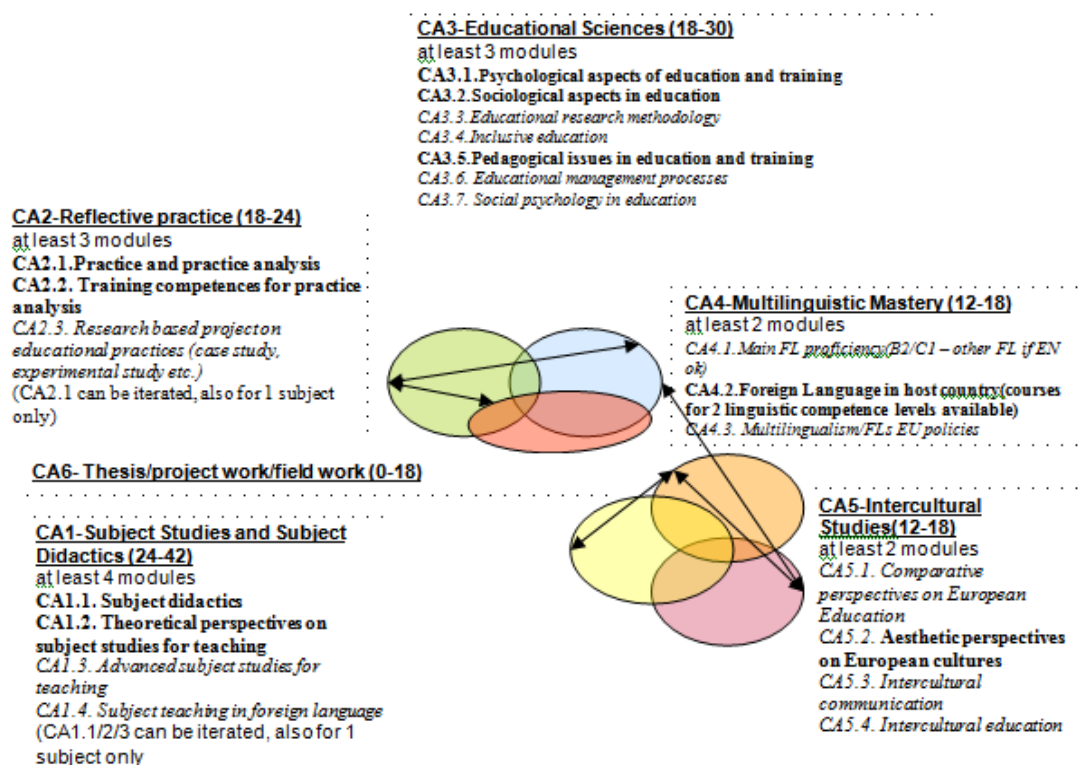 CA3-Educational Sciences (18-30)
at least 3 modules
CA3.1.Psychological aspects of education and training
CA3.2.Sociological aspects in education
CA3.3.Educational research methodology
CA3.4.Inclusive education
CA3.5.Pedagogical issues in education and training
CA3.6. Educational management processes
CA3.7. Social psychology in education
CA2-Reflective practice (18-24)
at least 3 modules
CA2.1.Practice and practice analysis
CA2.2. Training competences for practice
analysis
CA2.3. Research based project on
educational practices (case study,
experimental study etc.)
(CA2.1 can be iterated, also for 1 subject
only)
CA4-Multilinguistic Mastery (12-18)
at least 2 modules
CA4.1.Main FL proficiency(B2/C1 – other FL if EN
ok)
CA4.2.Foreign Language in host country(courses
for 2 linguistic competence levels available)
CA4.3. Multilingualism/FLs EU policies
CA6- Thesis/project work/field work (0-18)
CA1-Subject Studies and Subject
Didactics (24-42)
at least 4 modules
CA1.1. Subject didactics
CA1.2. Theoretical perspectives on
subject studies for teaching
CA1.3. Advanced subject studies for
teaching
CA1.4. Subject teaching in foreign language
(CA1.1/2/3 can be iterated, also for 1
subject only
CA5-Intercultural
Studies(12-18)
at least 2 modules
CA5.1. Comparative
perspectives on European
Education
CA5.2. Aesthetic perspectives
on European cultures
CA5.3. Intercultural
communication
CA5.4. Intercultural education